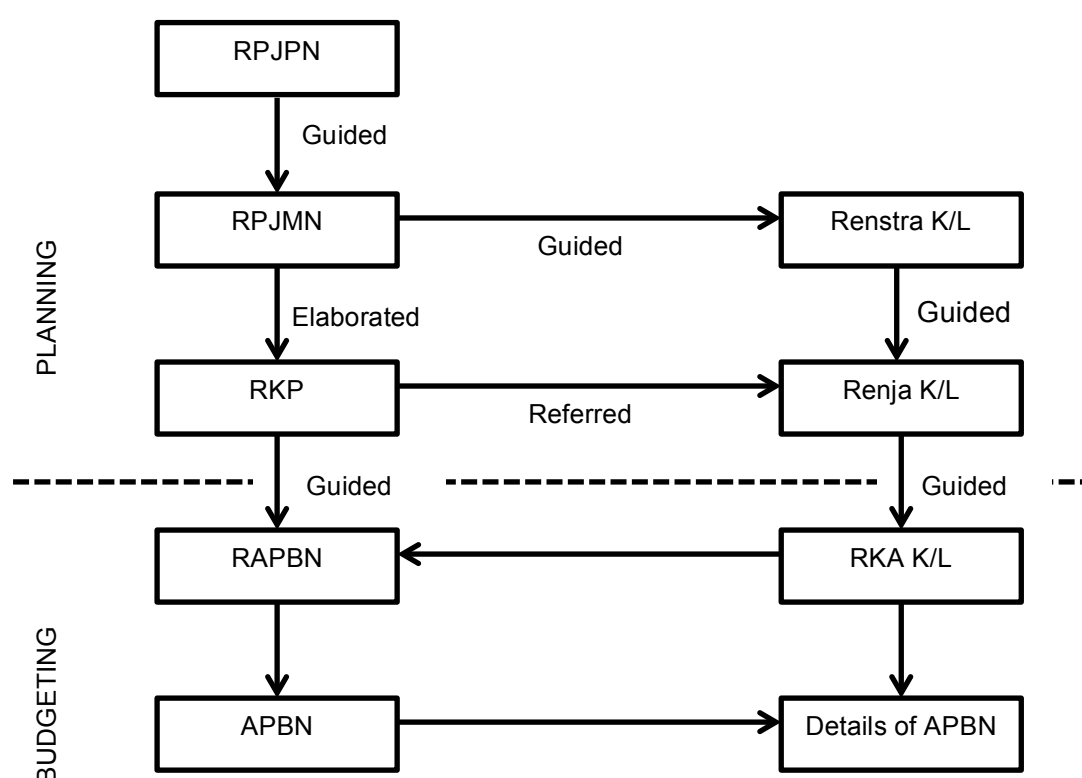 RPJPN
Guided
RPJMN
Guided
Renstra K/L
PLANNING
Elaborated
Guided
RKP
Referred
Renja K/L
Guided
Guided
RAPBN
RKA K/L
BUDGETING
APBN
Details of APBN